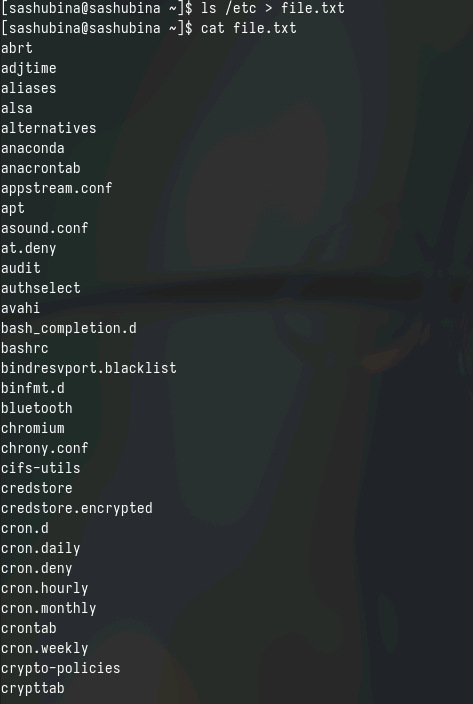 [sashubina@sashubina ~]$ ls /etc > file.txt
[sashubina@sashubina ~]$ cat file.txt
abrt
adjtime
aliases
alsa
alternatives
anaconda
anacrontab
appstream.conf
apt
asound.conf
at.deny
audit
authselect
avahi
bash_completion.d
bashrc
bindresvport.blacklist
binfmt.d
bluetooth
chromium
chrony.conf
cifs-utils
credstore
credstore.encrypted
cron.d
cron.daily
cron.deny
cron.hourly
cron.monthly
crontab
cron.weekly
crypto-policies
crypttab